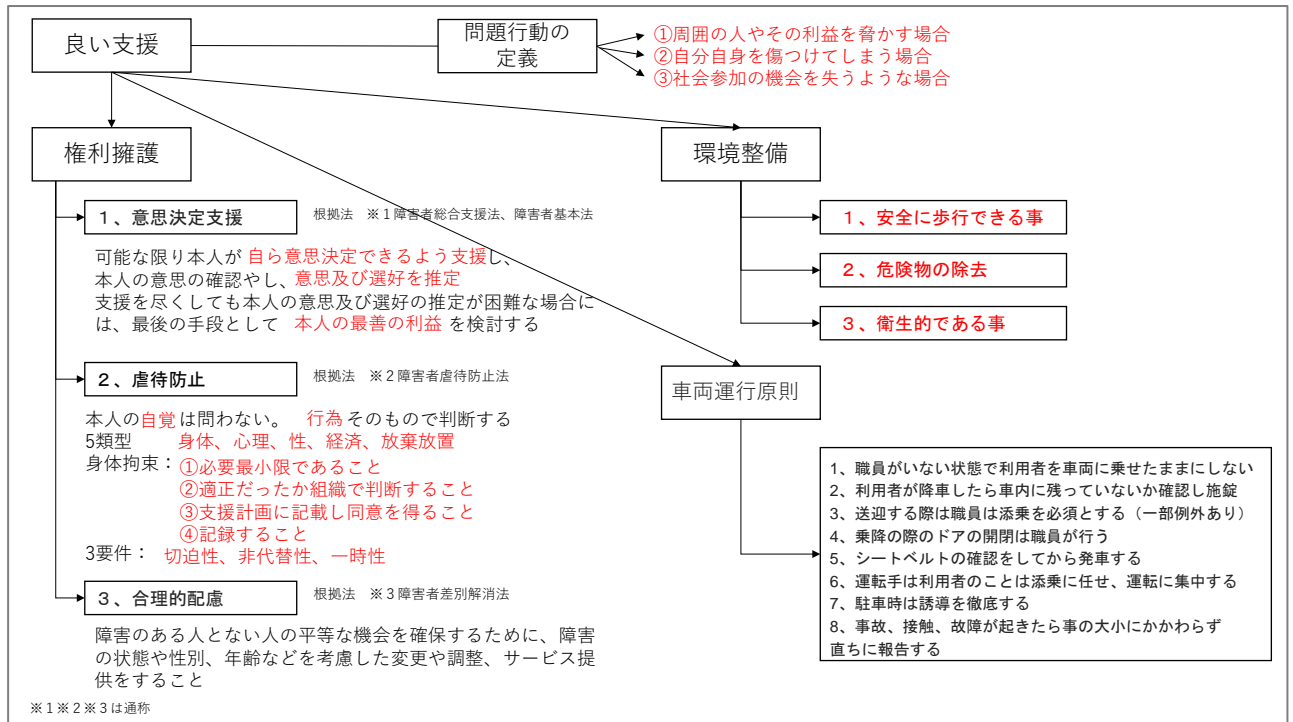 良い支援
問題行動の
定義
①周囲の人やその利益を脅かす場合
②自分自身を傷つけてしまう場合
③社会参加の機会を失うような場合
権利擁護
1、意思決定支援
根拠法　※1障害者総合支援法、障害者基本法
可能な限り本人が 自ら意思決定できるよう支援し、
本人の意思の確認やし、意思及び選好を推定
支援を尽くしても本人の意思及び選好の推定が困難な場合に
は、最後の手段として 本人の最善の利益 を検討する
2、虐待防止
根拠法　※2障害者虐待防止法
本人の自覚は問わない。 行為 そのもので判断する
5類型　身体、心理、性、経済、放棄放置
身体拘束：①必要最小限であること
②適正だったか組織で判断すること
③支援計画に記載し同意を得ること
④記録すること
3要件： 切迫性、非代替性、一時性
3、合理的配慮
根拠法　※3障害者差別解消法
障害のある人とない人の平等な機会を確保するために、障害
の状態や性別、年齢などを考慮した変更や調整、サービス提
供をすること
※1※2※3は通称
環境整備
1、安全に歩行できる事
2、危険物の除去
3、衛生的である事
車両運行原則
1、職員がいない状態で利用者を車両に乗せたままにしない
2、利用者が降車したら車内に残っていないか確認し施錠
3、送迎する際は職員は添乗を必須とする（一部例外あり）
4、乗降の際のドアの開閉は職員が行う
5、シートベルトの確認をしてから発車する
6、運転手は利用者のことは添乗に任せ、運転に集中する
7、駐車時は誘導を徹底する
8、事故、接触、故障が起きたら事の大小にかかわらず
直ちに報告する